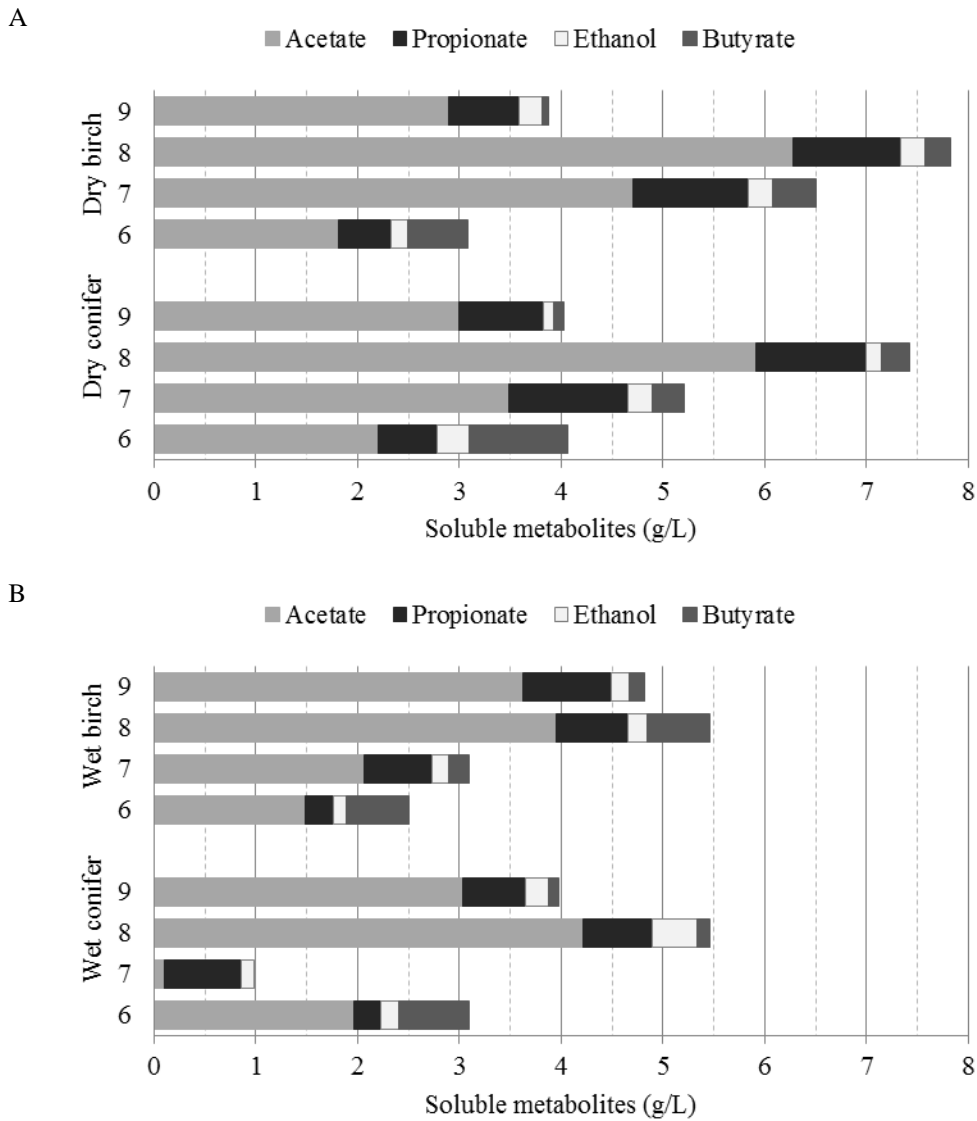 A
Acetate Propionate Ethanol Butyrate
Dry birch
9
8
7
6
Dry conifer
9
8
7
6
0 1 2 3 4 5 6 7 8
Soluble metabolites (g/L)
B
Acetate Propionate Ethanol Butyrate
Wet birch
9
8
7
6
Wet conifer
9
8
7
6
0 1 2 3 4 5 6 7 8
Soluble metabolites (g/L)